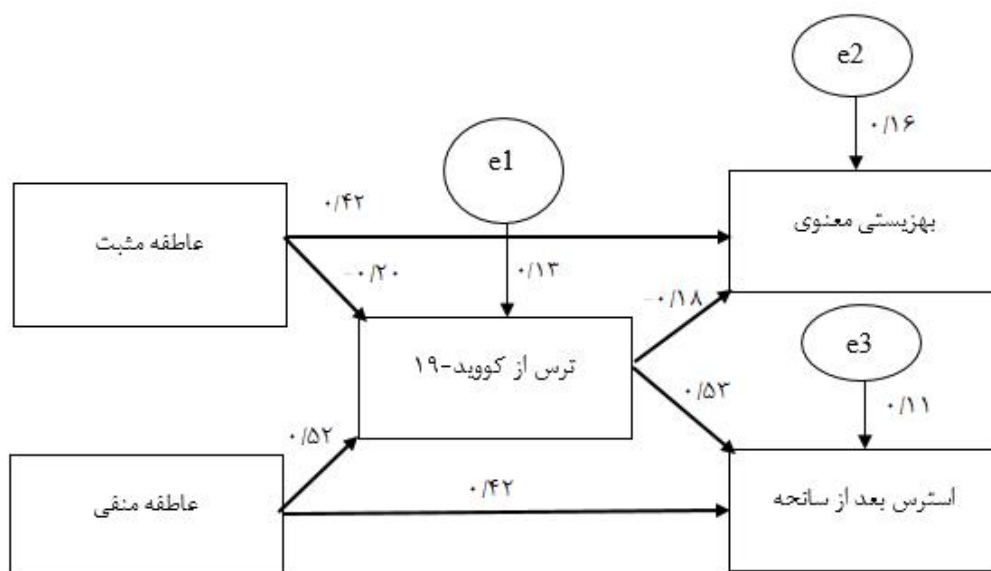 e2
۰/۱۶
e1
۰/۴۲
بهزیستی معنوی
عاطفه مثبت
-۰/۲۰
۰/۱۳
-۰/۱۸
e3
ترس از کووید-۱۹
۰/۵۳
۰/۱۱
۰/۵۲
۰/۴۲
عاطفه منفی
استرس بعد از سانحه